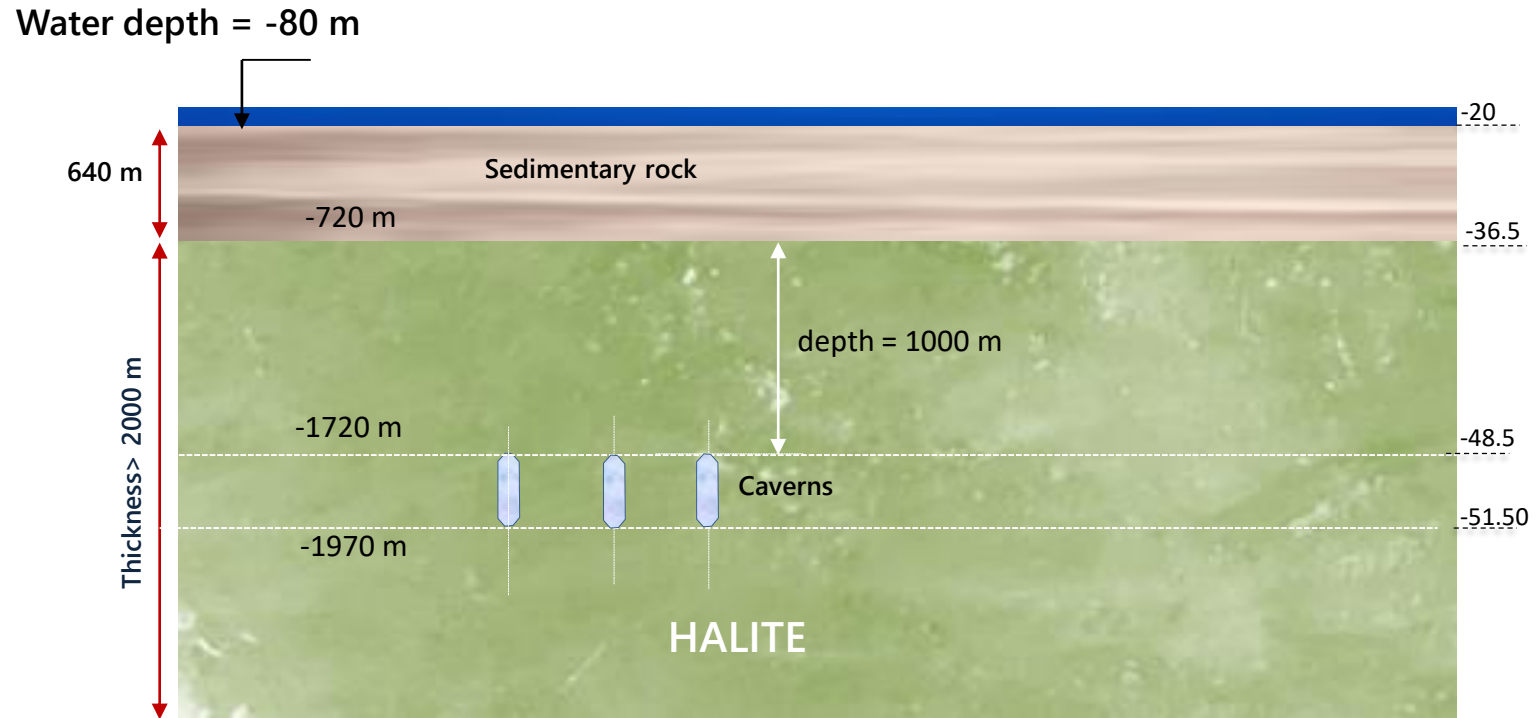 Water depth = -80 m
-20
640 m
Sedimentary rock
-720 m
-36.5
depth = 1000 m
Thickness> 2000 m
-1720 m
-48.5
Caverns
-51.50
-1970 m
HALITE